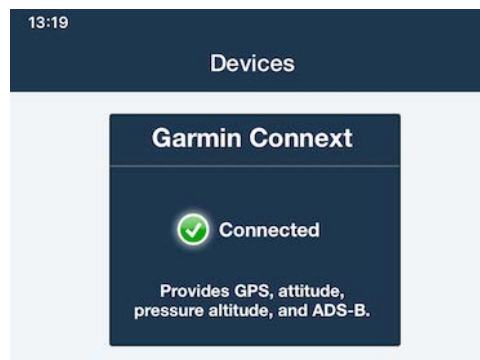 13:19
Devices
Garmin Connext
Connected
Provides GPS, attitude,
pressure altitude, and ADS-B.